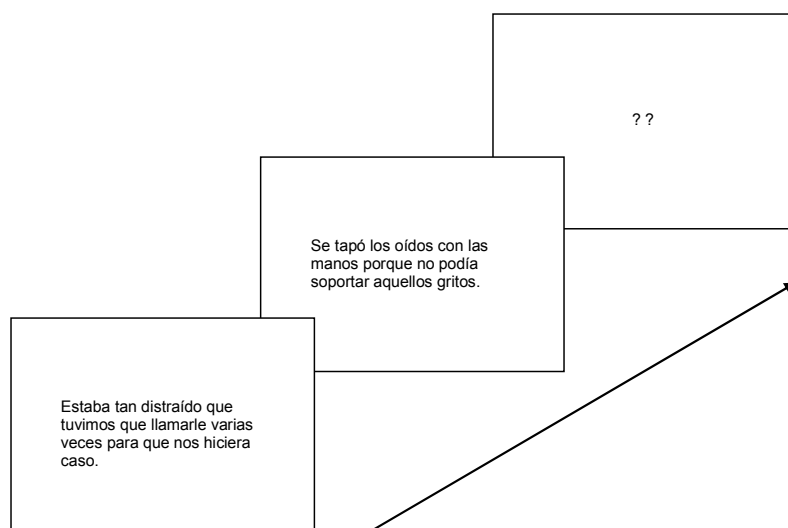 ? ?
Se tapó los oídos con las
manos porque no podía
soportar aquellos gritos.
Estaba tan distraído que
tuvimos que llamarle varias
veces para que nos hiciera
caso.